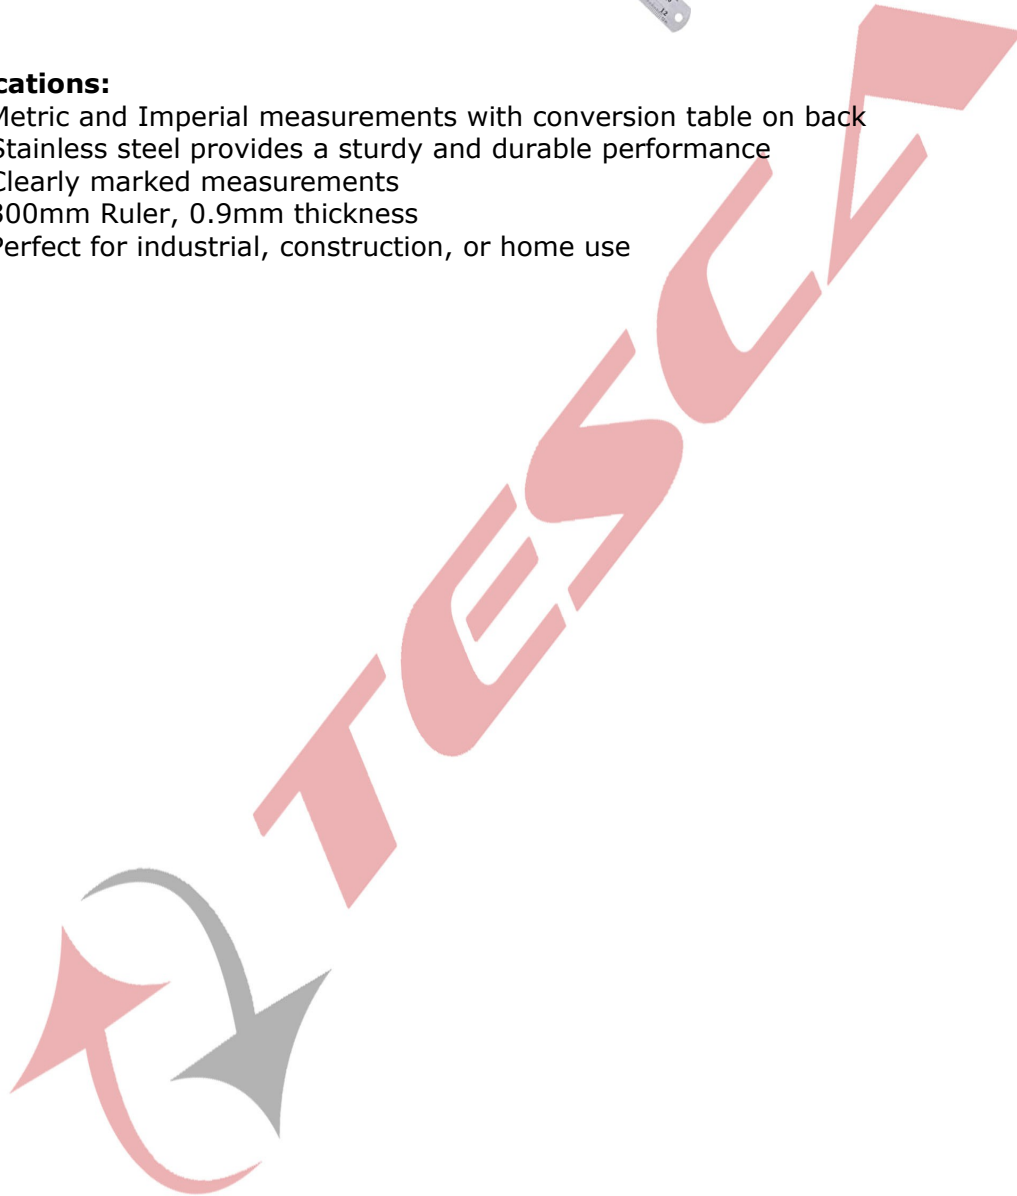 cations:
Metric and Imperial measurements with conversion table on back
Stainless steel provides a sturdy and durable performance
Clearly marked measurements
300mm Ruler, 0.9mm thickness
Perfect for industrial, construction, or home use
TESCA